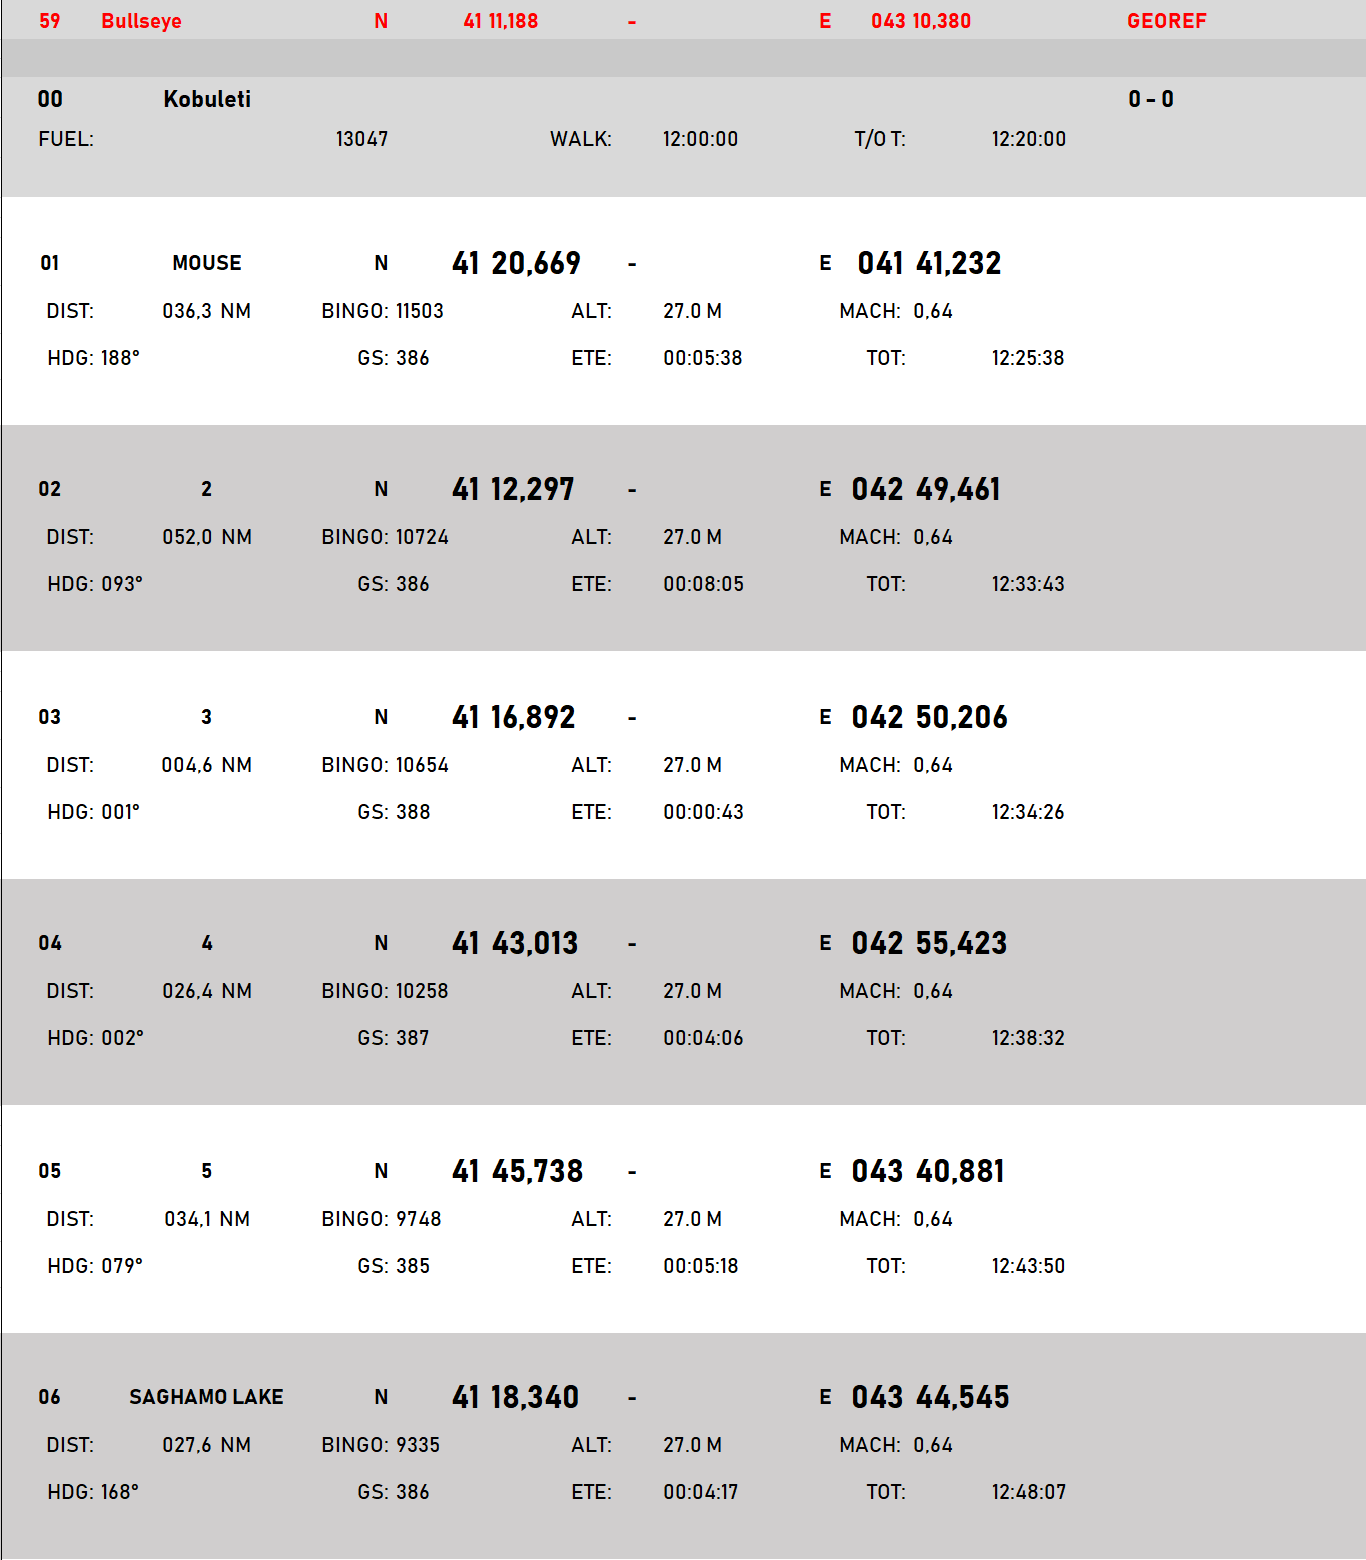 59 Bullseye N 41 11,188 - E 043 10,380 GEOREF
00 Kobuleti 0 - 0
FUEL: 13047 WALK: 12:00:00 T/O T: 12:20:00
01 MOUSE N 41 20,669 - E 041 41,232
DIST: 036,3 NM BINGO: 11503 ALT: 27.0 M MACH: 0,64
HDG: 188° GS: 386 ETE: 00:05:38 TOT: 12:25:38
02 2 N 41 12,297 - E 042 49,461
DIST: 052,0 NM BINGO: 10724 ALT: 27.0 M MACH: 0,64
HDG: 093° GS: 386 ETE: 00:08:05 TOT: 12:33:43
03 3 N 41 16,892 - E 042 50,206
DIST: 004,6 NM BINGO: 10654 ALT: 27.0 M MACH: 0,64
HDG: 001° GS: 388 ETE: 00:00:43 TOT: 12:34:26
04 4 N 41 43,013 - E 042 55,423
DIST: 026,4 NM BINGO: 10258 ALT: 27.0 M MACH: 0,64
HDG: 002° GS: 387 ETE: 00:04:06 TOT: 12:38:32
05 5 N 41 45,738 - E 043 40,881
DIST: 034,1 NM BINGO: 9748 ALT: 27.0 M MACH: 0,64
HDG: 079° GS: 385 ETE: 00:05:18 TOT: 12:43:50
06 SAGHAMO LAKE N 41 18,340 - E 043 44,545
DIST: 027,6 NM BINGO: 9335 ALT: 27.0 M MACH: 0,64
HDG: 168° GS: 386 ETE: 00:04:17 TOT: 12:48:07